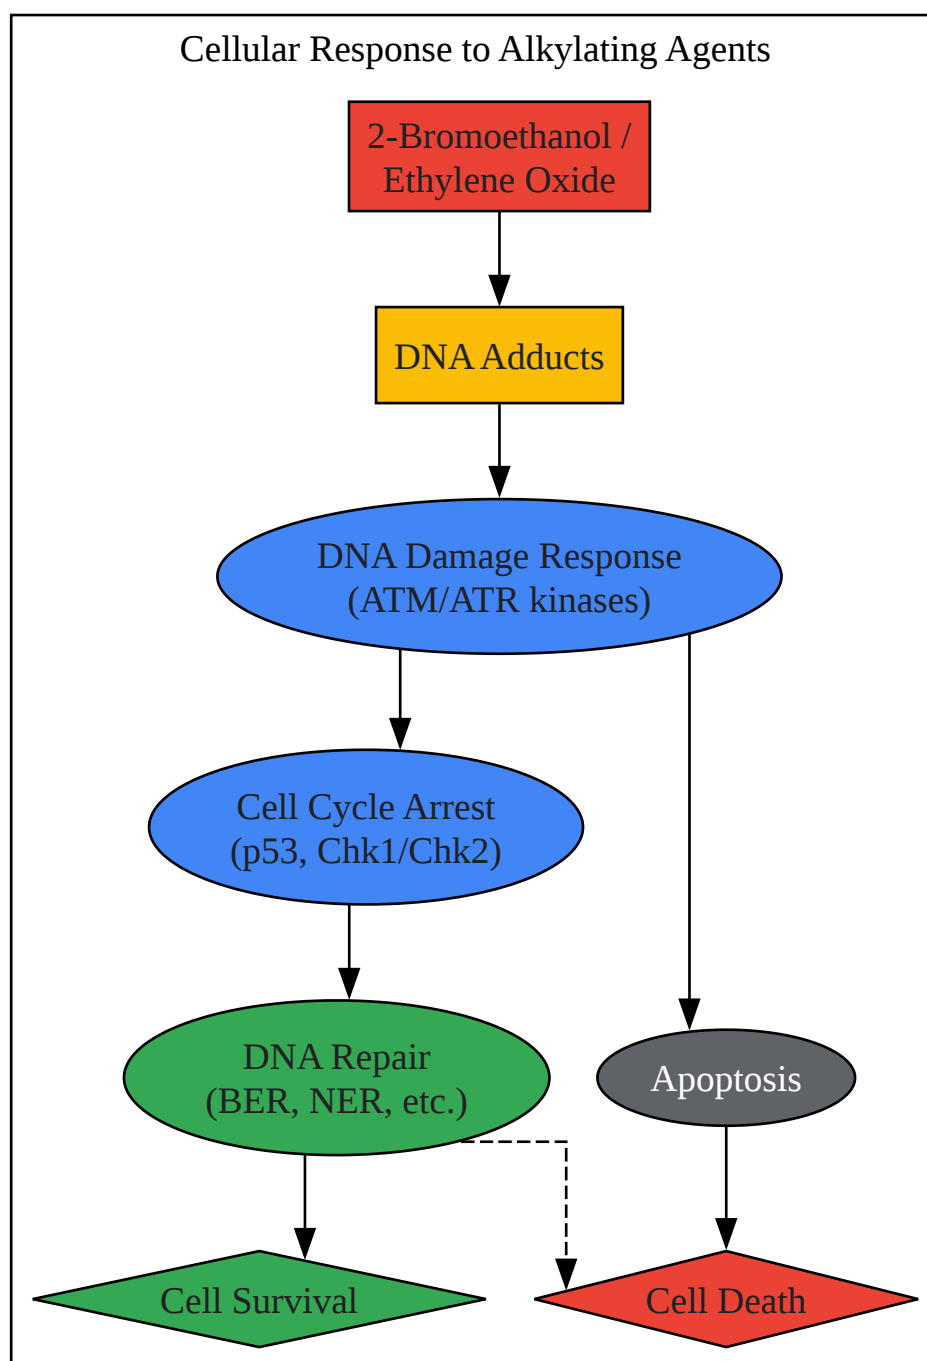 Cellular Response to Alkylating Agents
2-Bromoethanol /
Ethylene Oxide
DNA Adducts
DNA Damage Response
(ATM/ATR kinases)
Cell Cycle Arrest
(p53, Chk1/Chk2)
DNA Repair
(BER, NER, etc.)
Apoptosis
Cell Survival
Cell Death